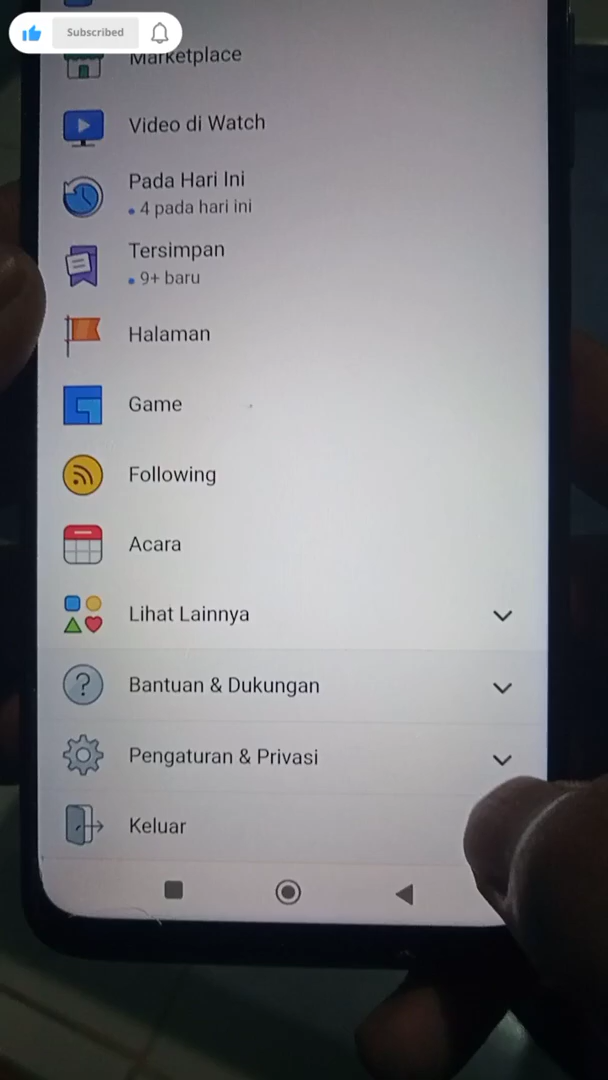 Subscribed
Marketplace
Video di Watch
Pada Hari Ini
4 pada hari ini
Tersimpan
9+ baru
Halaman
Game
Following
Acara
Lihat Lainnya
Bantuan & Dukungan
Pengaturan & Privasi
Keluar